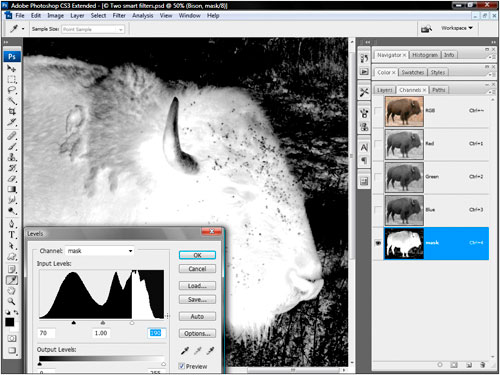 Adobe Photoshop CS3 Extended - [© Two smart filters.psd @ 50% (Bison, mask/8)]
File Edit Image Layer Select Filter Analysis View Window Help
Sample Size: Point Sample
Workspace
Ps
Navigator × Histogram Info
Color × Swatches Styles
Layers Channels × Paths
RGB Ctrl+~
Red Ctrl+1
Green Ctrl+2
Blue Ctrl+3
mask Ctrl+4
Levels
Channel: mask
Input Levels:
70 1.00 190
Output Levels:
0 255
OK
Cancel
Load...
Save...
Auto
Options...
Preview